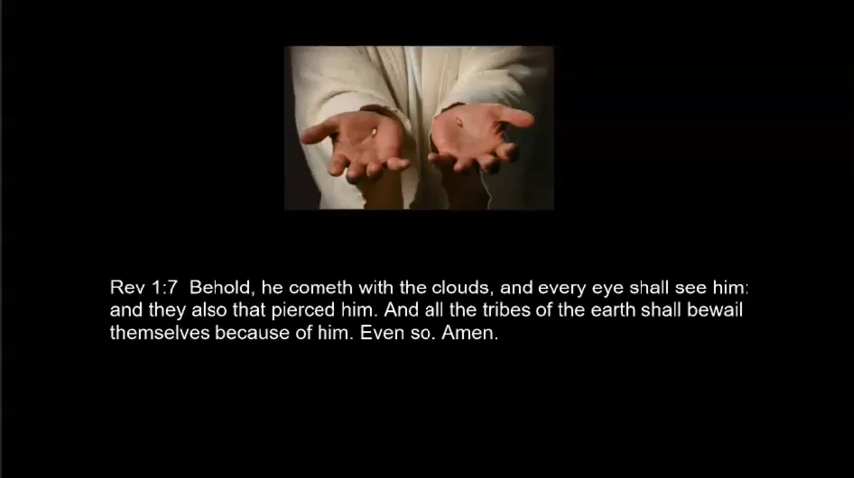 Rev 1:7  Behold, he cometh with the clouds, and every eye shall see him:
and they also that pierced him. And all the tribes of the earth shall bewail
themselves because of him. Even so. Amen.